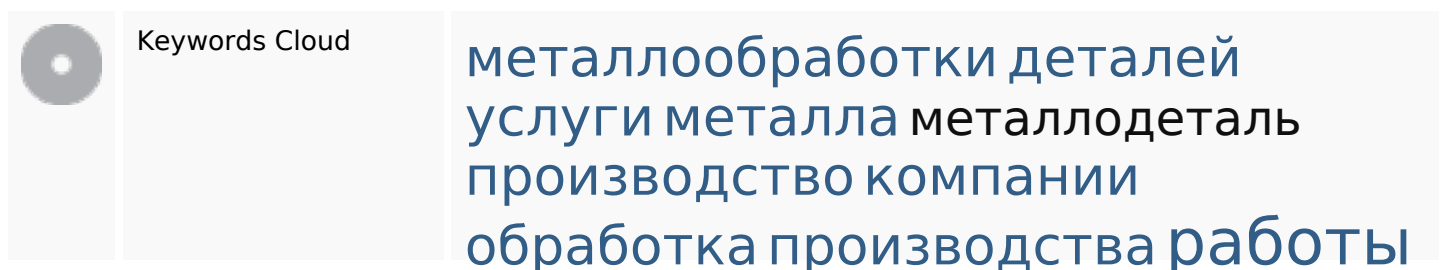 Keywords Cloud
металлообработки деталей
услуги металла металлодеталь
производство компании
обработка производства работы